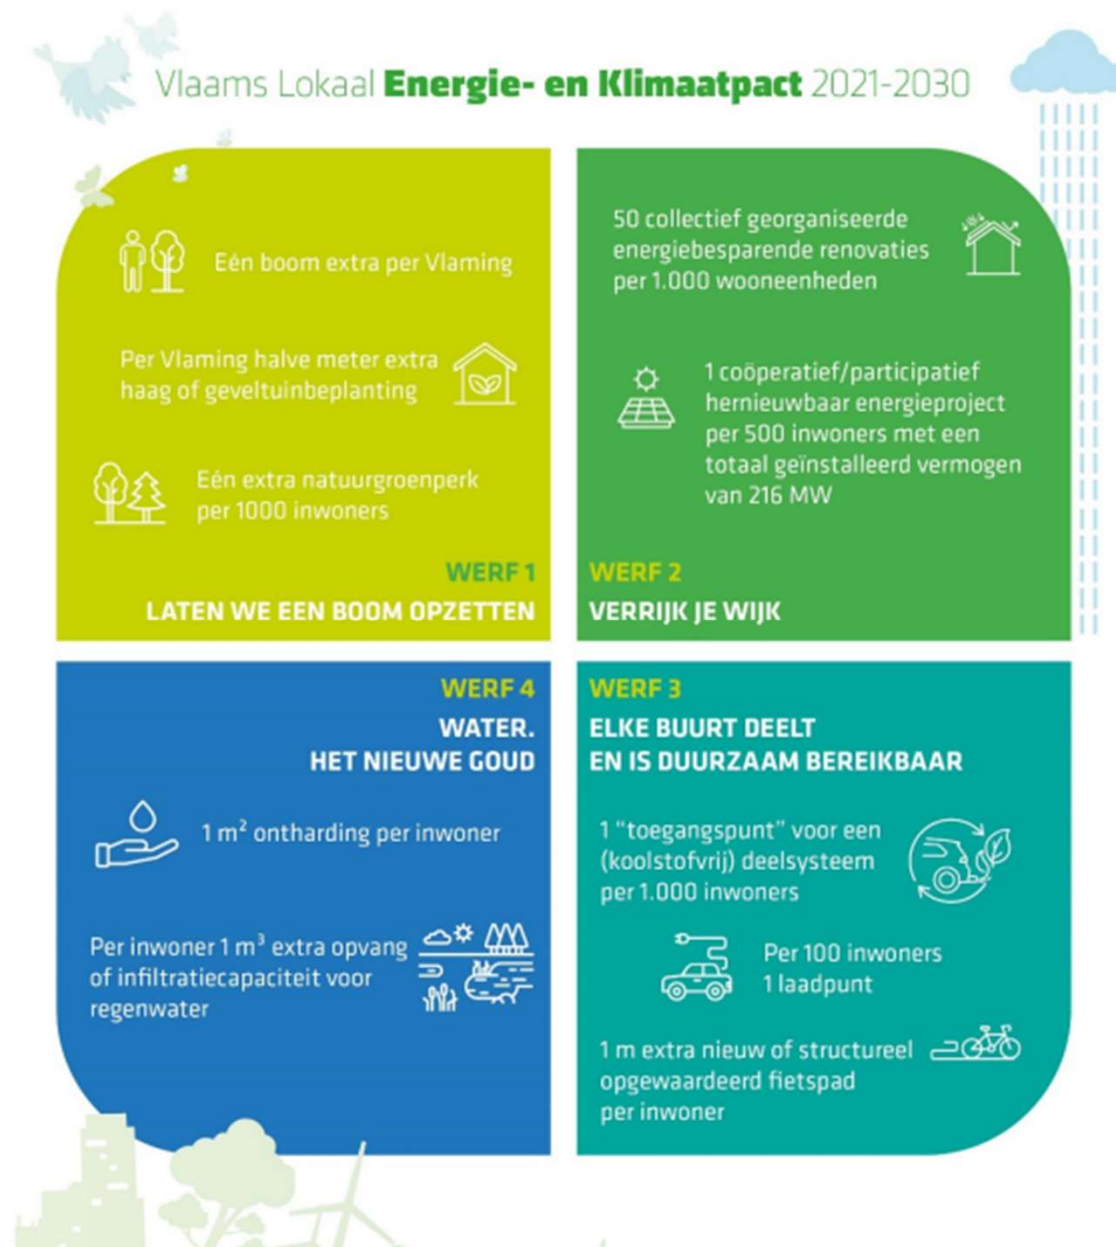 Vlaams Lokaal Energie- en Klimaatpact 2021-2030
Eén boom extra per Vlaming
Per Vlaming halve meter extra
haag of geveltuinbeplanting
Eén extra natuurgroenperk
per 1000 inwoners
WERF 1
LATEN WE EEN BOOM OPZETTEN
50 collectief georganiseerde
energiebesparende renovaties
per 1.000 wooneenheden
1 coöperatief/participatief
hernieuwbaar energieproject
per 500 inwoners met een
totaal geïnstalleerd vermogen
van 216 MW
WERF 2
VERRIJK JE WIJK
WERF 4
WATER.
HET NIEUWE GOUD
1 m² ontharding per inwoner
Per inwoner 1 m³ extra opvang
of infiltratiecapaciteit voor
regenwater
WERF 3
ELKE BUURT DEELT
EN IS DUURZAAM BEREIKBAAR
1 “toegangspunt” voor een
(koolstofvrij) deelsysteem
per 1.000 inwoners
Per 100 inwoners
1 laadpunt
1 m extra nieuw of structureel
opgewaardeerd fietspad
per inwoner